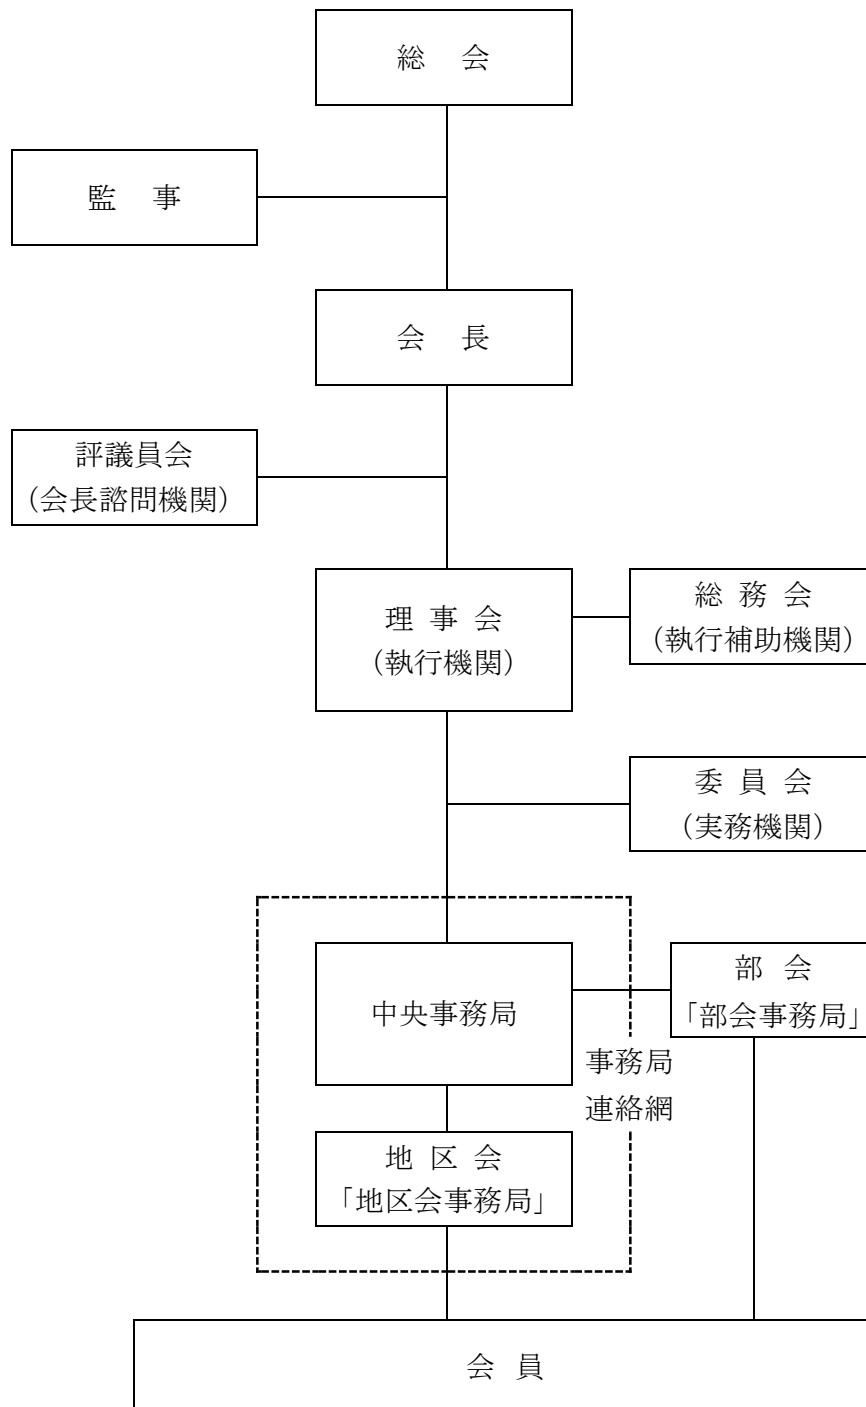 総 会
監 事
会 長
評議員会
（会長諮問機関）
理 事 会
（執行機関）
総 務 会
（執行補助機関）
委 員 会
（実務機関）
中央事務局
部 会
「部会事務局」
事務局
連絡網
地 区 会
「地区会事務局」
会 員